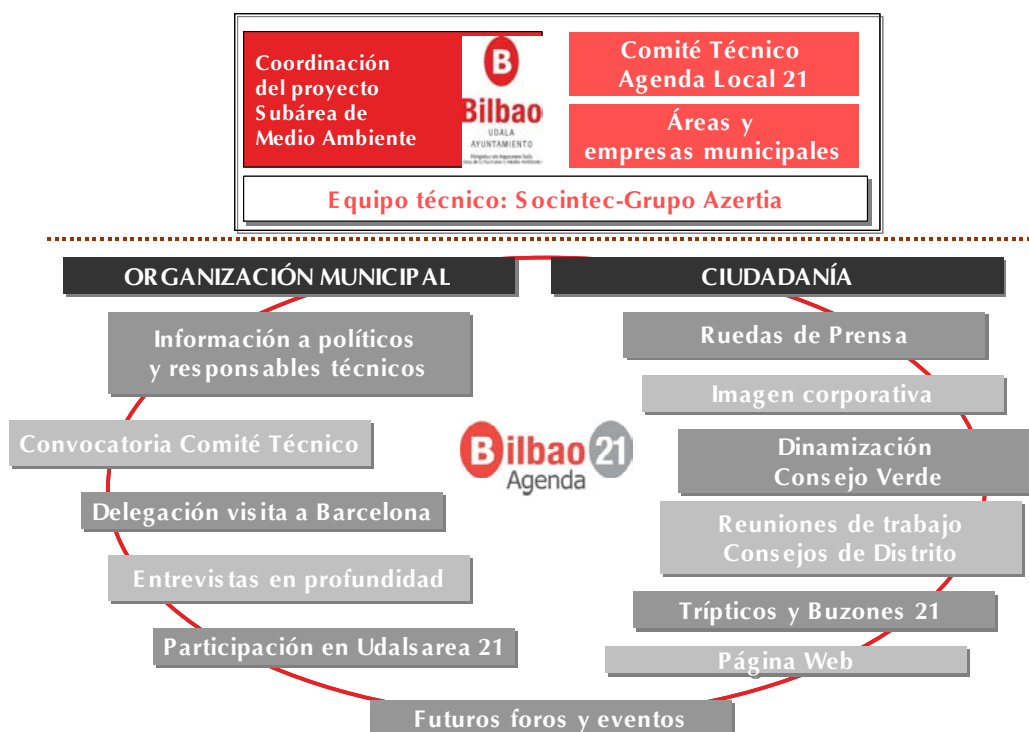 Coordinación
del proyecto
Subárea de
Medio Ambiente
B
Bilbao
UDALA
AYUNTAMIENTO
Comité Técnico
Agenda Local 21
Áreas y
empresas municipales
Equipo técnico: Socintec-Grupo Azertia
ORGANIZACIÓN MUNICIPAL
CIUDADANÍA
Información a políticos
y responsables técnicos
Convocatoria Comité Técnico
Delegación visita a Barcelona
Entrevistas en profundidad
Participación en Udalsarea 21
Bilbao 21
Agenda
Ruedas de Prensa
Imagen corporativa
Dinamización
Consejo Verde
Reuniones de trabajo
Consejos de Distrito
Trípticos y Buzones 21
Página Web
Futuros foros y eventos